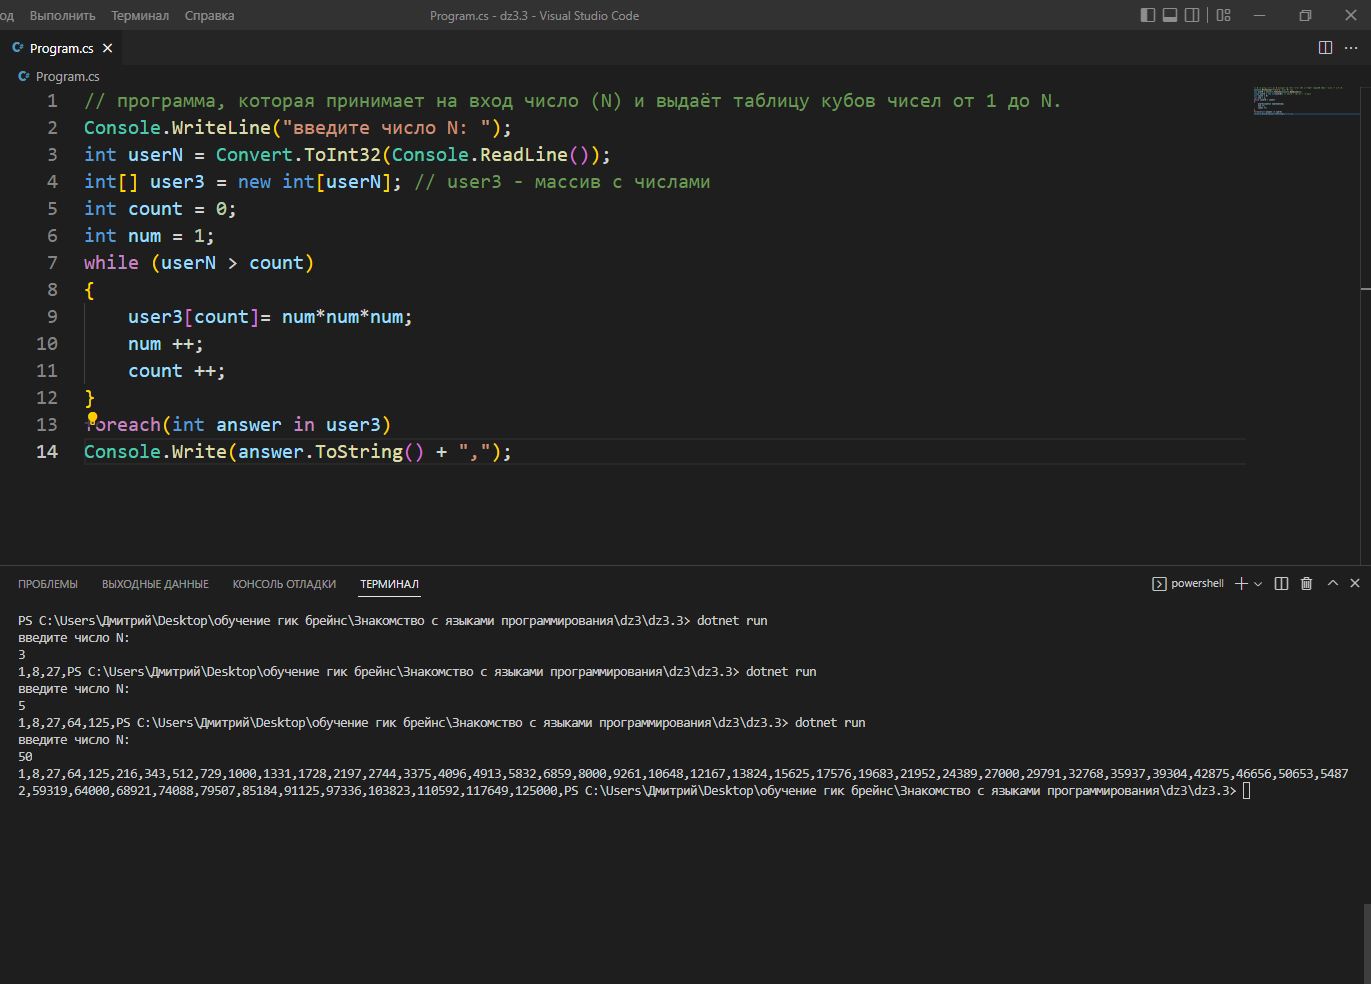 од Выполнить Терминал Справка Program.cs - dz3.3 - Visual Studio Code
C# Program.cs
C# Program.cs
1 // программа, которая принимает на вход число (N) и выдаёт таблицу кубов чисел от 1 до N.
2 Console.WriteLine("введите число N: ");
3 int userN = Convert.ToInt32(Console.ReadLine());
4 int[] user3 = new int[userN]; // user3 - массив с числами
5 int count = 0;
6 int num = 1;
7 while (userN > count)
8 {
9 user3[count]= num*num*num;
10 num ++;
11 count ++;
12 }
13 foreach(int answer in user3)
14 Console.Write(answer.ToString() + ",");
ПРОБЛЕМЫ ВЫХОДНЫЕ ДАННЫЕ КОНСОЛЬ ОТЛАДКИ ТЕРМИНАЛ powershell
PS C:\Users\Дмитрий\Desktop\обучение гик брейнс\Знакомство с языками программирования\dz3\dz3.3> dotnet run
введите число N:
3
1,8,27,PS C:\Users\Дмитрий\Desktop\обучение гик брейнс\Знакомство с языками программирования\dz3\dz3.3> dotnet run
введите число N:
5
1,8,27,64,125,PS C:\Users\Дмитрий\Desktop\обучение гик брейнс\Знакомство с языками программирования\dz3\dz3.3> dotnet run
введите число N:
50
1,8,27,64,125,216,343,512,729,1000,1331,1728,2197,2744,3375,4096,4913,5832,6859,8000,9261,10648,12167,13824,15625,17576,19683,21952,24389,27000,29791,32768,35937,39304,42875,46656,50653,5487
2,59319,64000,68921,74088,79507,85184,91125,97336,103823,110592,117649,125000,PS C:\Users\Дмитрий\Desktop\обучение гик брейнс\Знакомство с языками программирования\dz3\dz3.3>